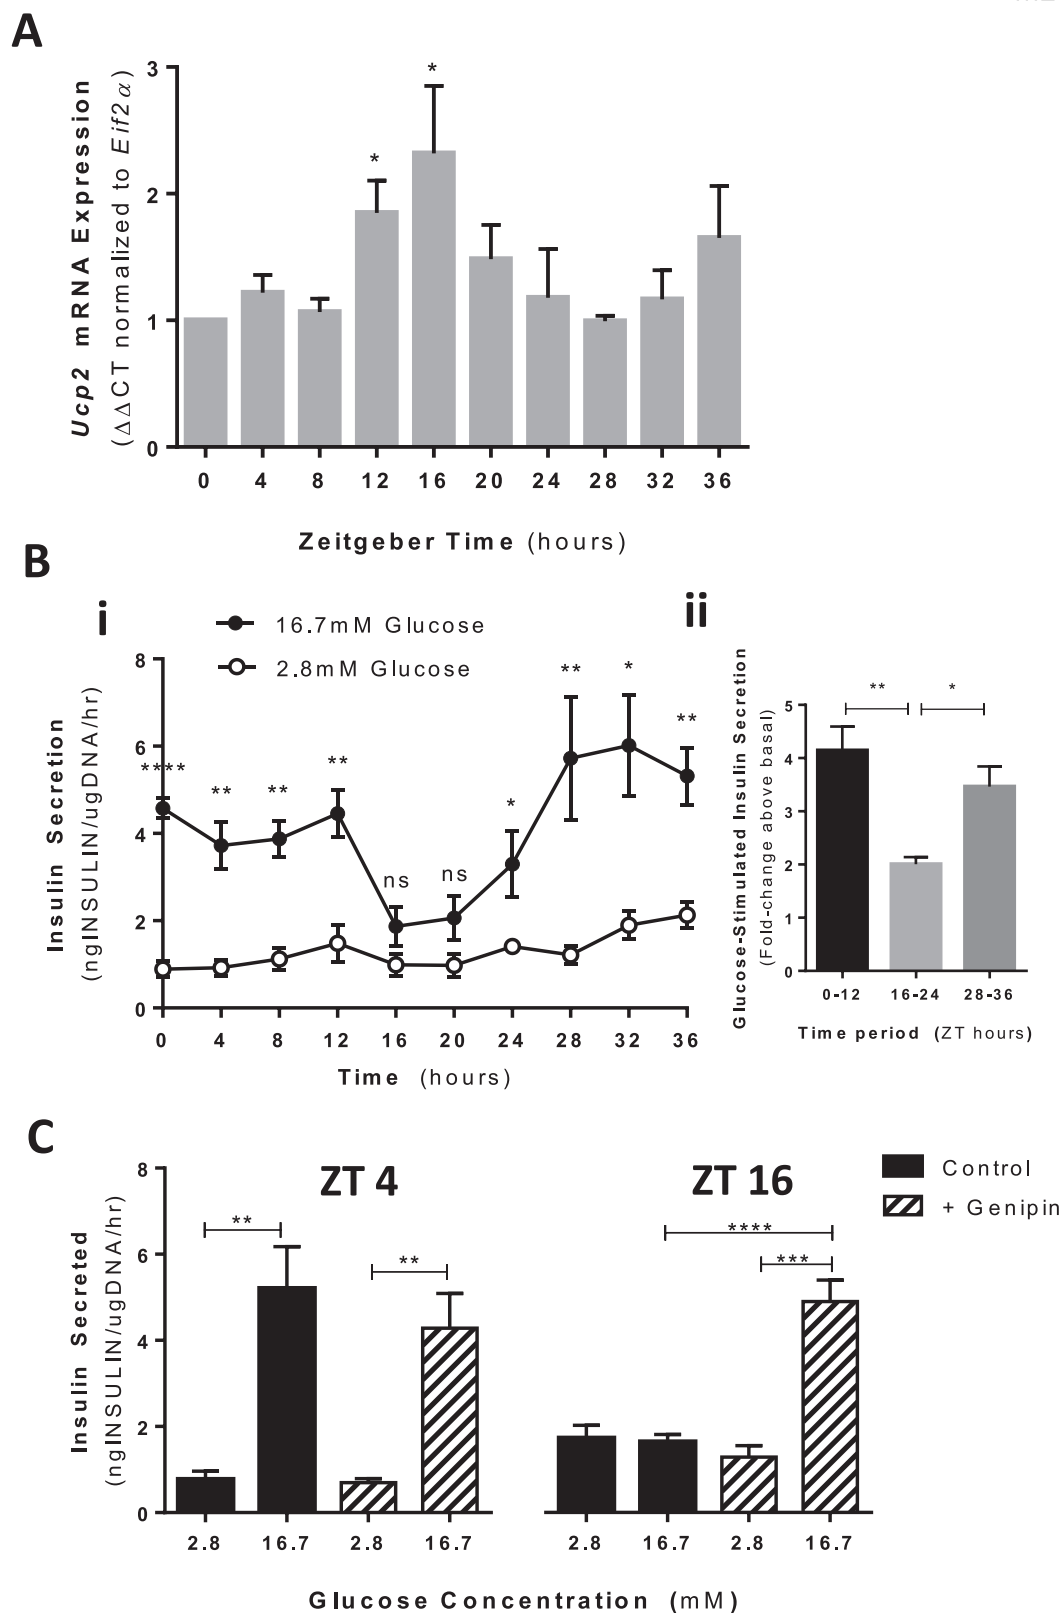 A
Ucp2 mRNA Expression
(ΔΔCT normalized to Eif2α)
3
2
1
0
*
*
0 4 8 12 16 20 24 28 32 36
Zeitgeber Time (hours)
B
i
16.7mM Glucose
2.8mM Glucose
Insulin Secretion
(ngINSULIN/ugDNA/hr)
8
6
4
2
0
**** ** ** ** ns ns * ** * **
0 4 8 12 16 20 24 28 32 36
Time (hours)
ii
Glucose-Stimulated Insulin Secretion
(Fold-change above basal)
5
4
3
2
1
0
** *
0-12 16-24 28-36
Time period (ZT hours)
C
Insulin Secreted
(ngINSULIN/ugDNA/hr)
8
6
4
2
0
ZT 4
** **
2.8 16.7 2.8 16.7
ZT 16
****
***
2.8 16.7 2.8 16.7
Control
+ Genipin
Glucose Concentration (mM)